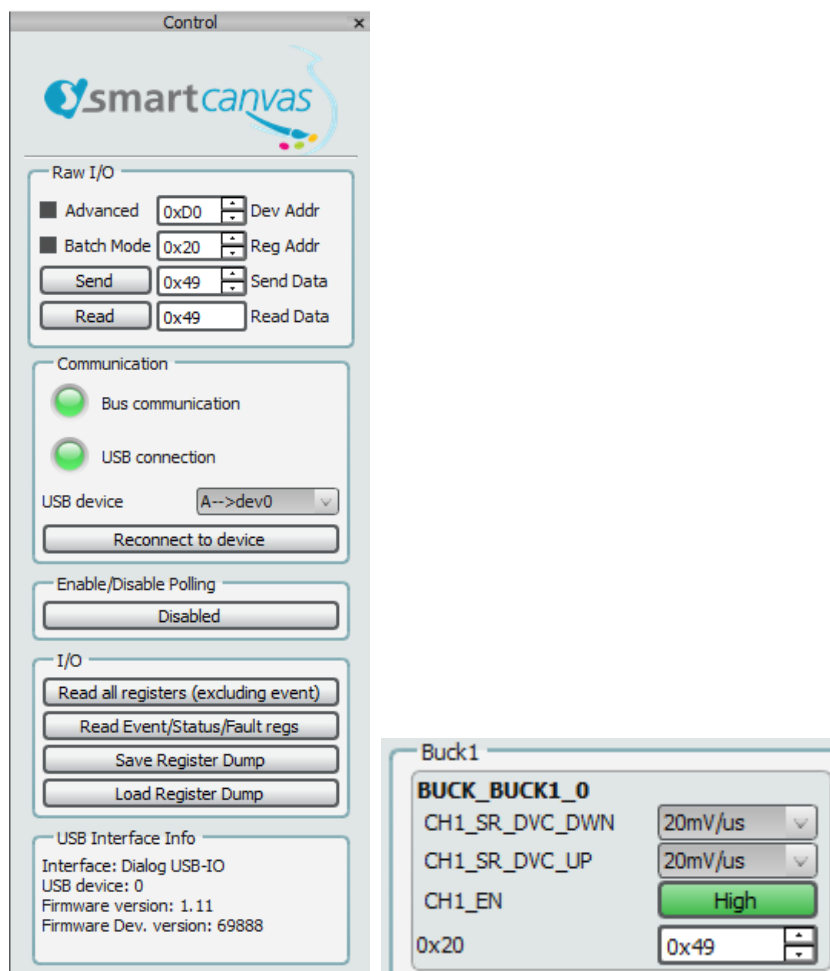 Control
smartcanvas
Raw I/O
Advanced 0xD0 Dev Addr
Batch Mode 0x20 Reg Addr
Send 0x49 Send Data
Read 0x49 Read Data
Communication
Bus communication
USB connection
USB device A-->dev0
Reconnect to device
Enable/Disable Polling
Disabled
I/O
Read all registers (excluding event)
Read Event/Status/Fault regs
Save Register Dump
Load Register Dump
USB Interface Info
Interface: Dialog USB-IO
USB device: 0
Firmware version: 1.11
Firmware Dev. version: 69888
Buck1
BUCK_BUCK1_0
CH1_SR_DVC_DWN 20mV/us
CH1_SR_DVC_UP 20mV/us
CH1_EN High
0x20 0x49